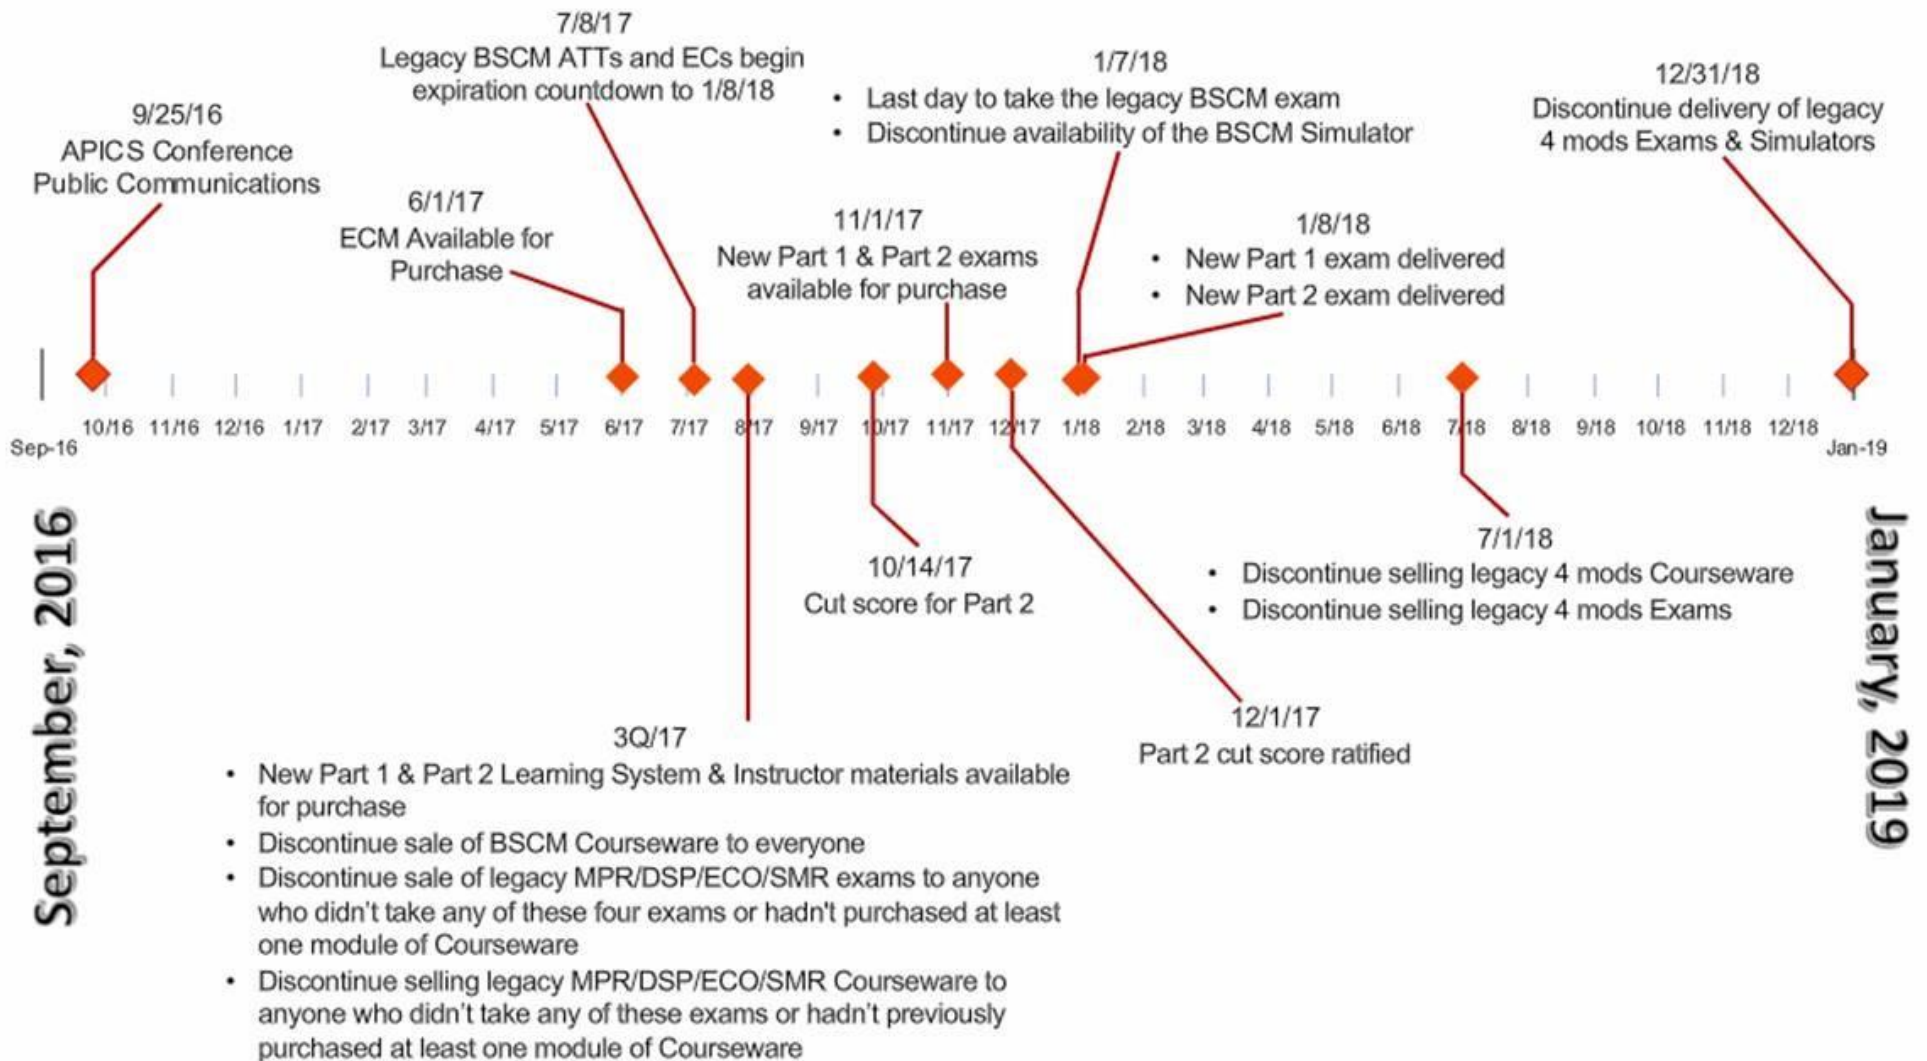 7/8/17
Legacy BSCM ATTs and ECs begin
expiration countdown to 1/8/18
1/7/18
• Last day to take the legacy BSCM exam
• Discontinue availability of the BSCM Simulator
12/31/18
Discontinue delivery of legacy
4 mods Exams & Simulators
9/25/16
APICS Conference
Public Communications
6/1/17
ECM Available for
Purchase
11/1/17
New Part 1 & Part 2 exams
available for purchase
1/8/18
• New Part 1 exam delivered
• New Part 2 exam delivered
Sep-16
10/16 11/16 12/16 1/17 2/17 3/17 4/17 5/17 6/17 7/17 8/17 9/17 10/17 11/17 12/17 1/18 2/18 3/18 4/18 5/18 6/18 7/18 8/18 9/18 10/18 11/18 12/18
Jan-19
September, 2016
January, 2019
10/14/17
Cut score for Part 2
7/1/18
• Discontinue selling legacy 4 mods Courseware
• Discontinue selling legacy 4 mods Exams
12/1/17
Part 2 cut score ratified
3Q/17
• New Part 1 & Part 2 Learning System & Instructor materials available
for purchase
• Discontinue sale of BSCM Courseware to everyone
• Discontinue sale of legacy MPR/DSP/ECO/SMR exams to anyone
who didn't take any of these four exams or hadn't purchased at least
one module of Courseware
• Discontinue selling legacy MPR/DSP/ECO/SMR Courseware to
anyone who didn't take any of these exams or hadn't previously
purchased at least one module of Courseware